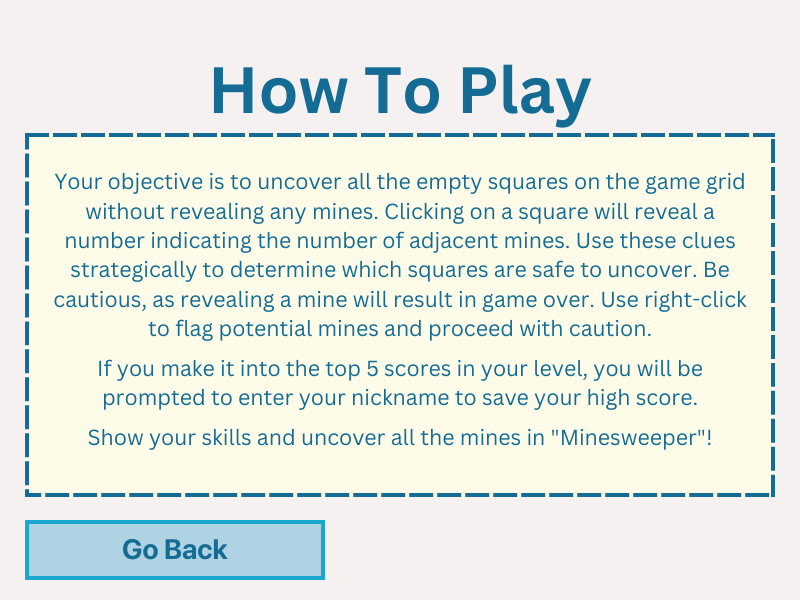 How To Play
Your objective is to uncover all the empty squares on the game grid
without revealing any mines. Clicking on a square will reveal a
number indicating the number of adjacent mines. Use these clues
strategically to determine which squares are safe to uncover. Be
cautious, as revealing a mine will result in game over. Use right-click
to flag potential mines and proceed with caution.
If you make it into the top 5 scores in your level, you will be
prompted to enter your nickname to save your high score.
Show your skills and uncover all the mines in "Minesweeper"!
Go Back